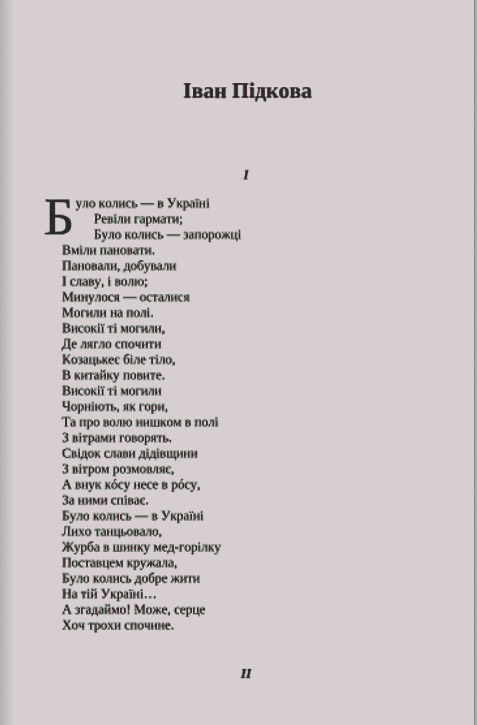 Іван Підкова
I
Було колись — в Україні
Ревіли гармати;
Було колись — запорожці
Вміли пановати.
Пановали, добували
І славу, і волю;
Минулося — осталися
Могили на полі.
Високії ті могили,
Де лягло спочити
Козацькеє біле тіло,
В китайку повите.
Високії ті могили
Чорніють, як гори,
Та про волю нишком в полі
З вітрами говорять.
Свідок слави дідівщини
З вітром розмовляє,
А внук ко́су несе в ро́су,
За ними співає.
Було колись — в Україні
Лихо танцьовало,
Журба в шинку мед-горілку
Поставцем кружала,
Було колись добре жити
На тій Україні…
А згадаймо! Може, серце
Хоч трохи спочине.
II